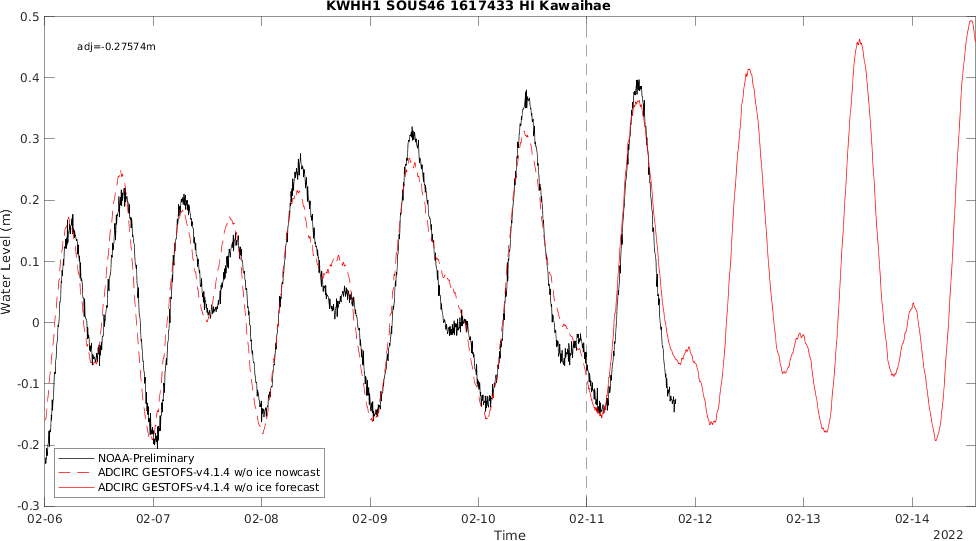 KWHH1 SOUS46 1617433 HI Kawaihae
adj=-0.27574m
Water Level (m)
0.5
0.4
0.3
0.2
0.1
0
-0.1
-0.2
-0.3
NOAA-Preliminary
ADCIRC GESTOFS-v4.1.4 w/o ice nowcast
ADCIRC GESTOFS-v4.1.4 w/o ice forecast
02-06 02-07 02-08 02-09 02-10 02-11 02-12 02-13 02-14
Time
2022